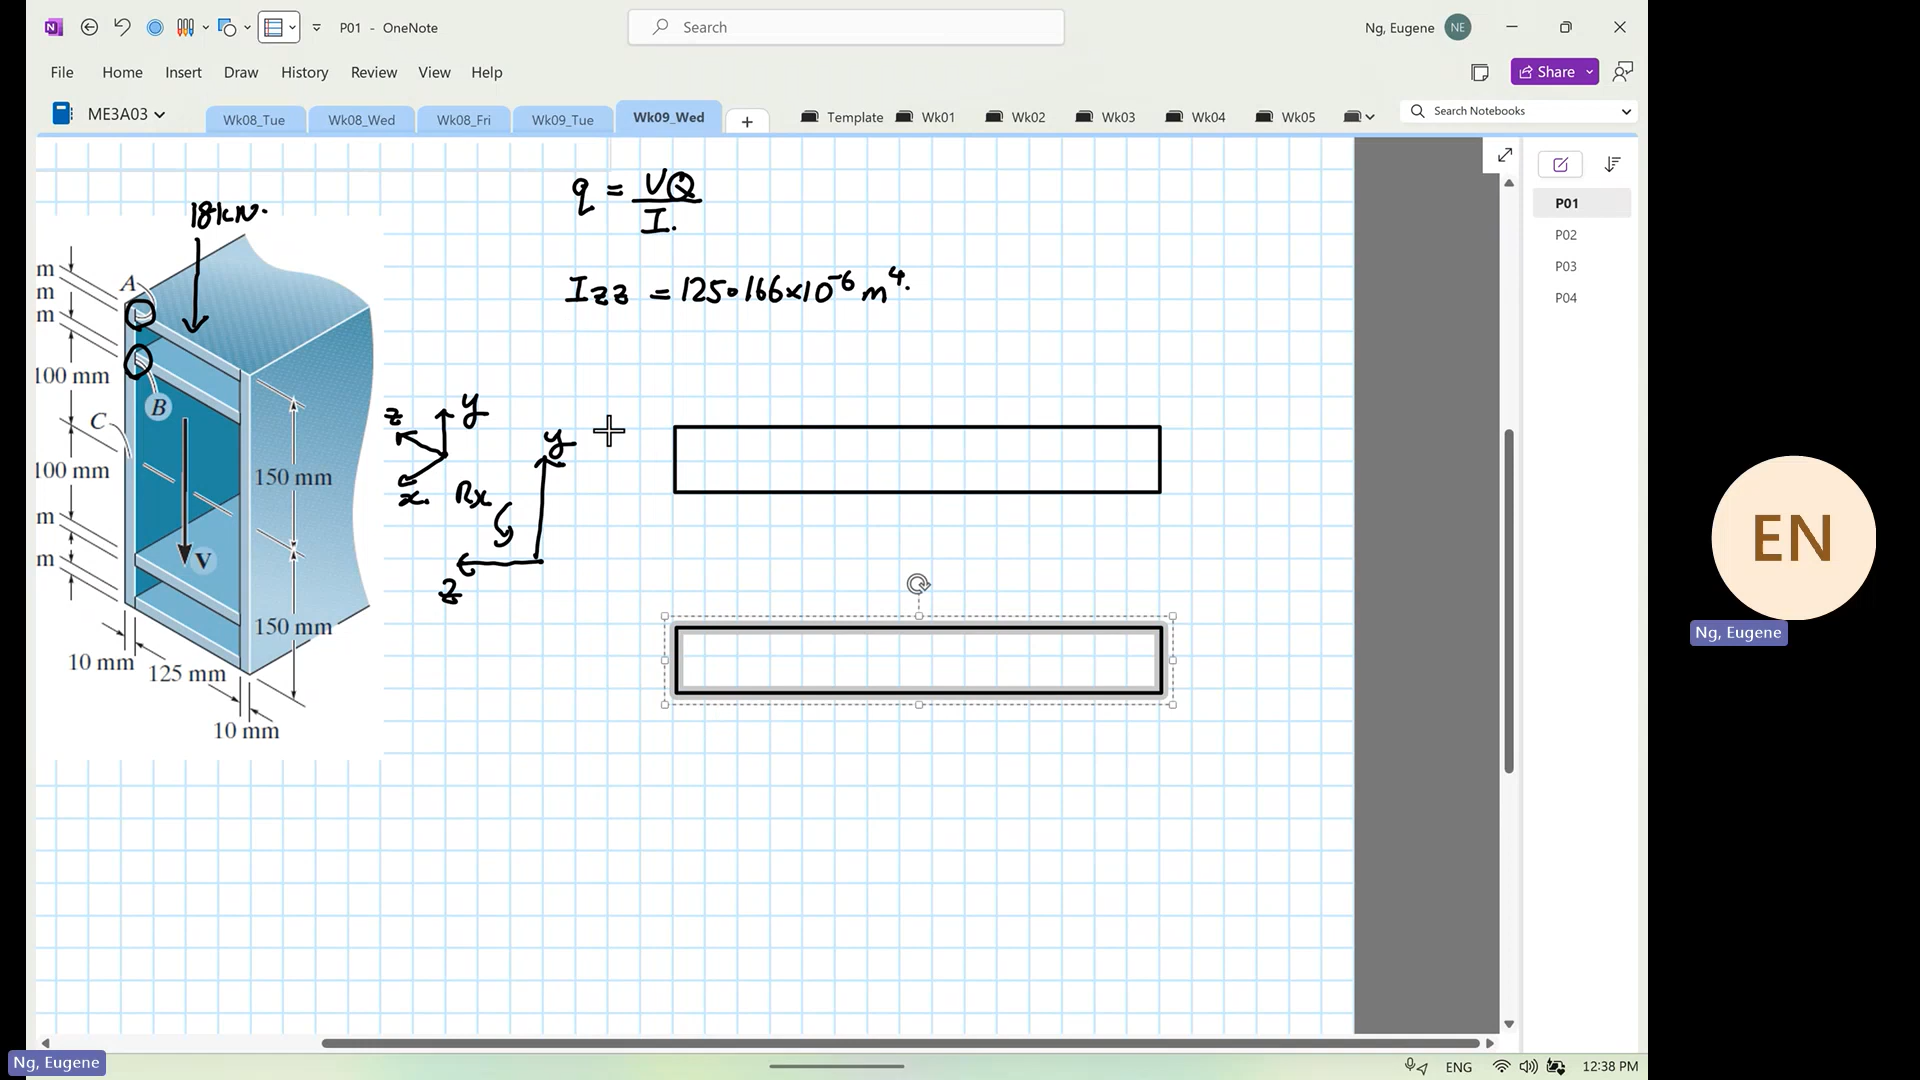 P01 - OneNote
Search
Ng, Eugene
NE
File
Home
Insert
Draw
History
Review
View
Help
Share
ME3A03
Wk08_Tue
Wk08_Wed
Wk08_Fri
Wk09_Tue
Wk09_Wed
Template
Wk01
Wk02
Wk03
Wk04
Wk05
Search Notebooks
P01
P02
P03
P04
q = VQ
I.
18kN.
Izz = 125.166×10⁻⁶ m⁴.
m
A
m
m
100 mm
B
C
100 mm
150 mm
m
V
m
150 mm
10 mm
125 mm
10 mm
z
y
x.
Rx
y
z
EN
Ng, Eugene
Ng, Eugene
ENG
12:38 PM